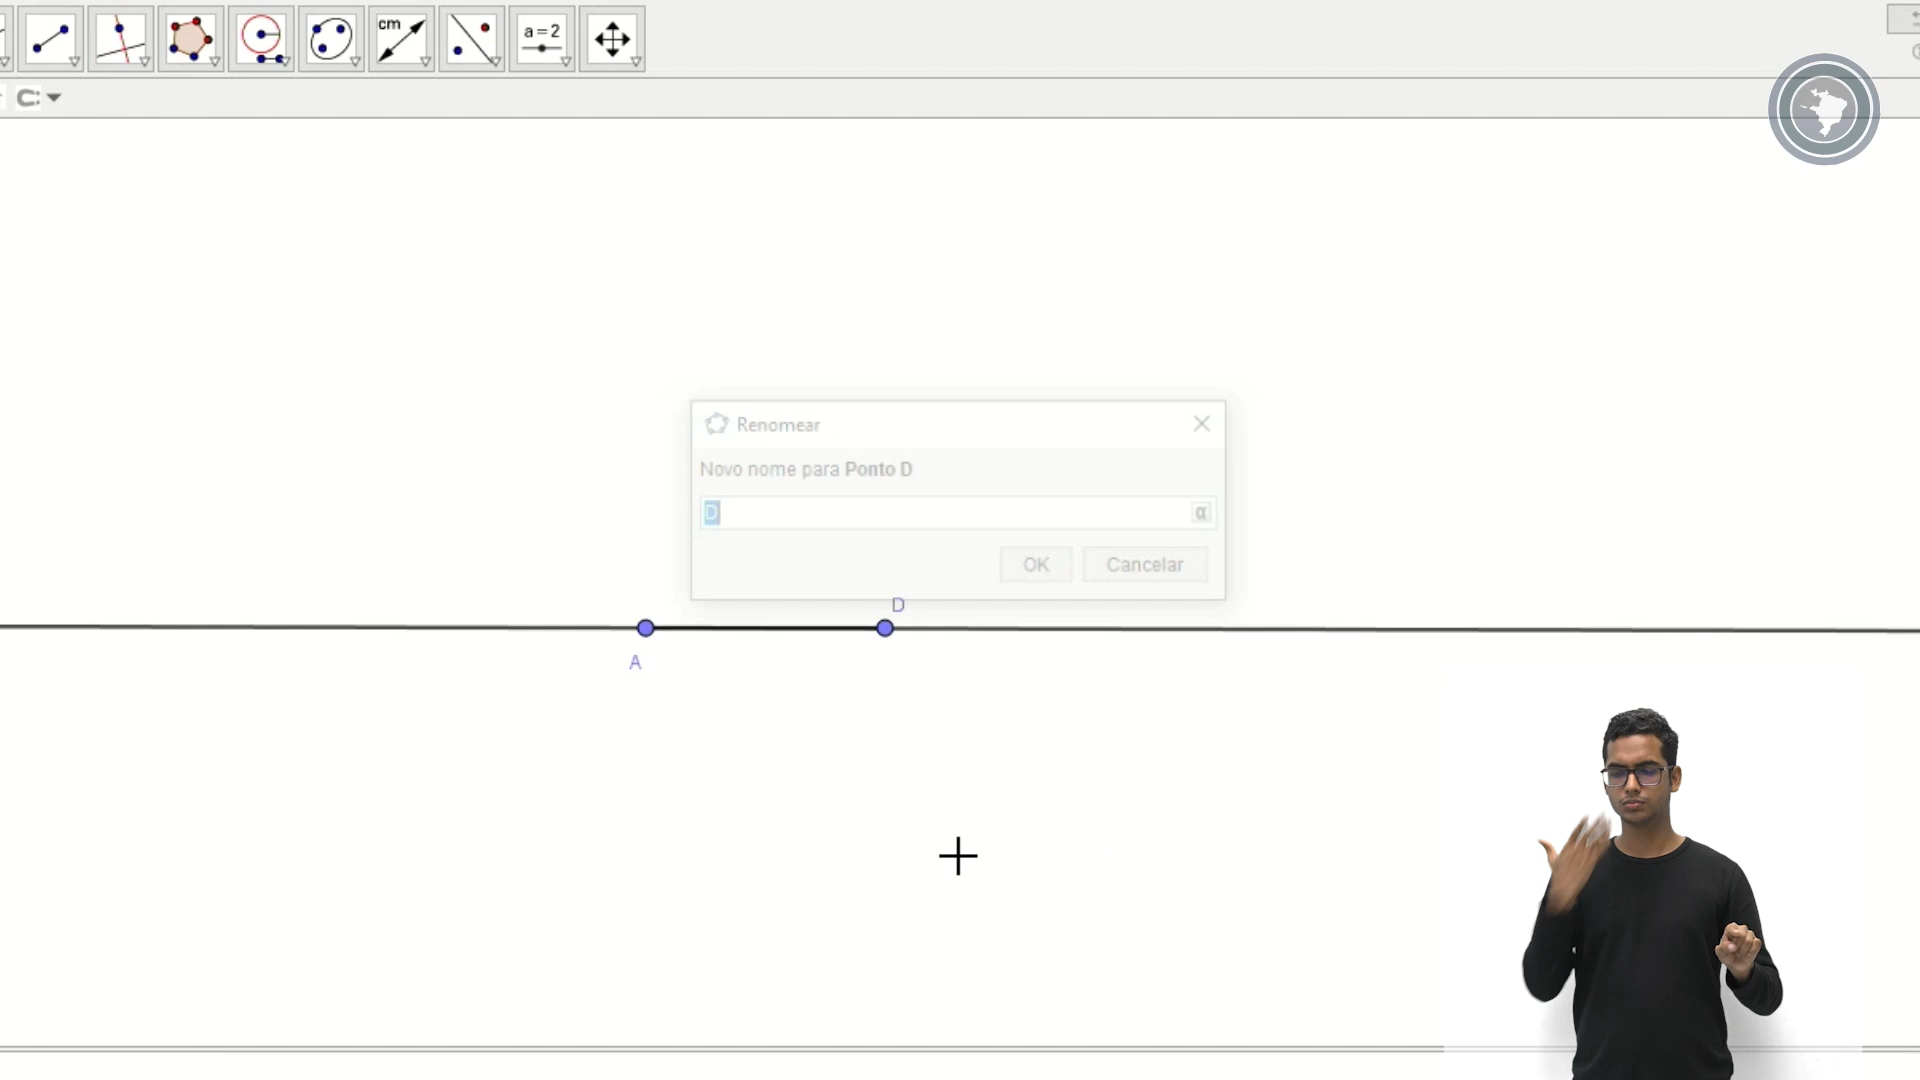 cm
a = 2
Renomear
Novo nome para Ponto D
D
α
OK
Cancelar
D
A